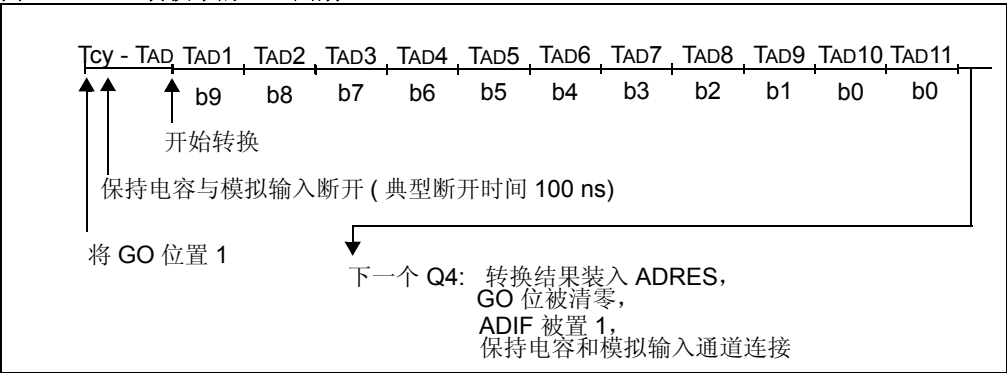 Tcy - TAD TAD1 TAD2 TAD3 TAD4 TAD5 TAD6 TAD7 TAD8 TAD9 TAD10 TAD11
b9 b8 b7 b6 b5 b4 b3 b2 b1 b0 b0
开始转换
保持电容与模拟输入断开 ( 典型断开时间 100 ns)
将 GO 位置 1
下一个 Q4: 转换结果装入 ADRES，
GO 位被清零，
ADIF 被置 1，
保持电容和模拟输入通道连接